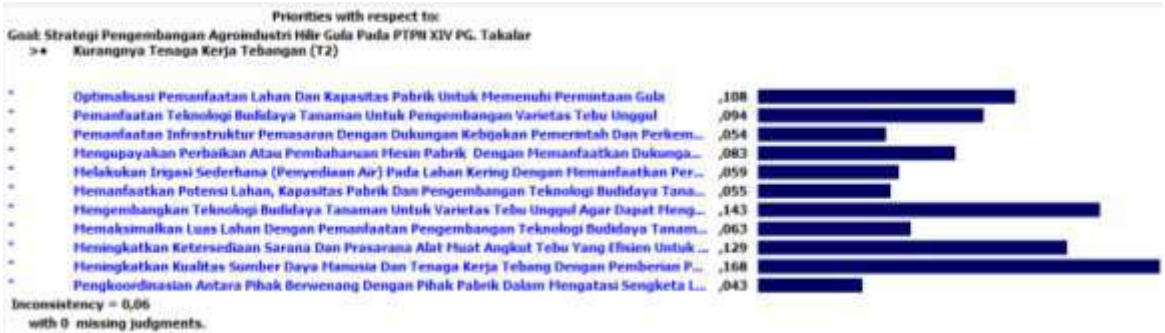 Priorities with respect to:
Goal: Strategi Pengembangan Agroindustri Hilir Gula Pada PTPN XIV PG. Takalar
>+ Kurangnya Tenaga Kerja Tebangan (T2)
Optimalisasi Pemanfaatan Lahan Dan Kapasitas Pabrik Untuk Memenuhi Permintaan Gula ,108
Pemanfaatan Teknologi Budidaya Tanaman Untuk Pengembangan Varietas Tebu Unggul ,094
Pemanfaatan Infrastruktur Pemasaran Dengan Dukungan Kebijakan Pemerintah Dan Perkem... ,054
Mengupayakan Perbaikan Atau Pembaharuan Mesin Pabrik Dengan Memanfaatkan Dukunga... ,083
Melakukan Irigasi Sederhana (Penyediaan Air) Pada Lahan Kering Dengan Memanfaatkan Per... ,059
Memanfaatkan Potensi Lahan, Kapasitas Pabrik Dan Pengembangan Teknologi Budidaya Tana... ,055
Mengembangkan Teknologi Budidaya Tanaman Untuk Varietas Tebu Unggul Agar Dapat Meng... ,143
Memaksimalkan Luas Lahan Dengan Pemanfaatan Pengembangan Teknologi Budidaya Tanam... ,063
Meningkatkan Ketersediaan Sarana Dan Prasarana Alat Muat Angkut Tebu Yang Efisien Untuk ... ,129
Meningkatkan Kualitas Sumber Daya Manusia Dan Tenaga Kerja Tebang Dengan Pemberian P... ,168
Pengkoordinasian Antara Pihak Berwenang Dengan Pihak Pabrik Dalam Mengatasi Sengketa L... ,043
Inconsistency = 0,06
with 0 missing judgments.